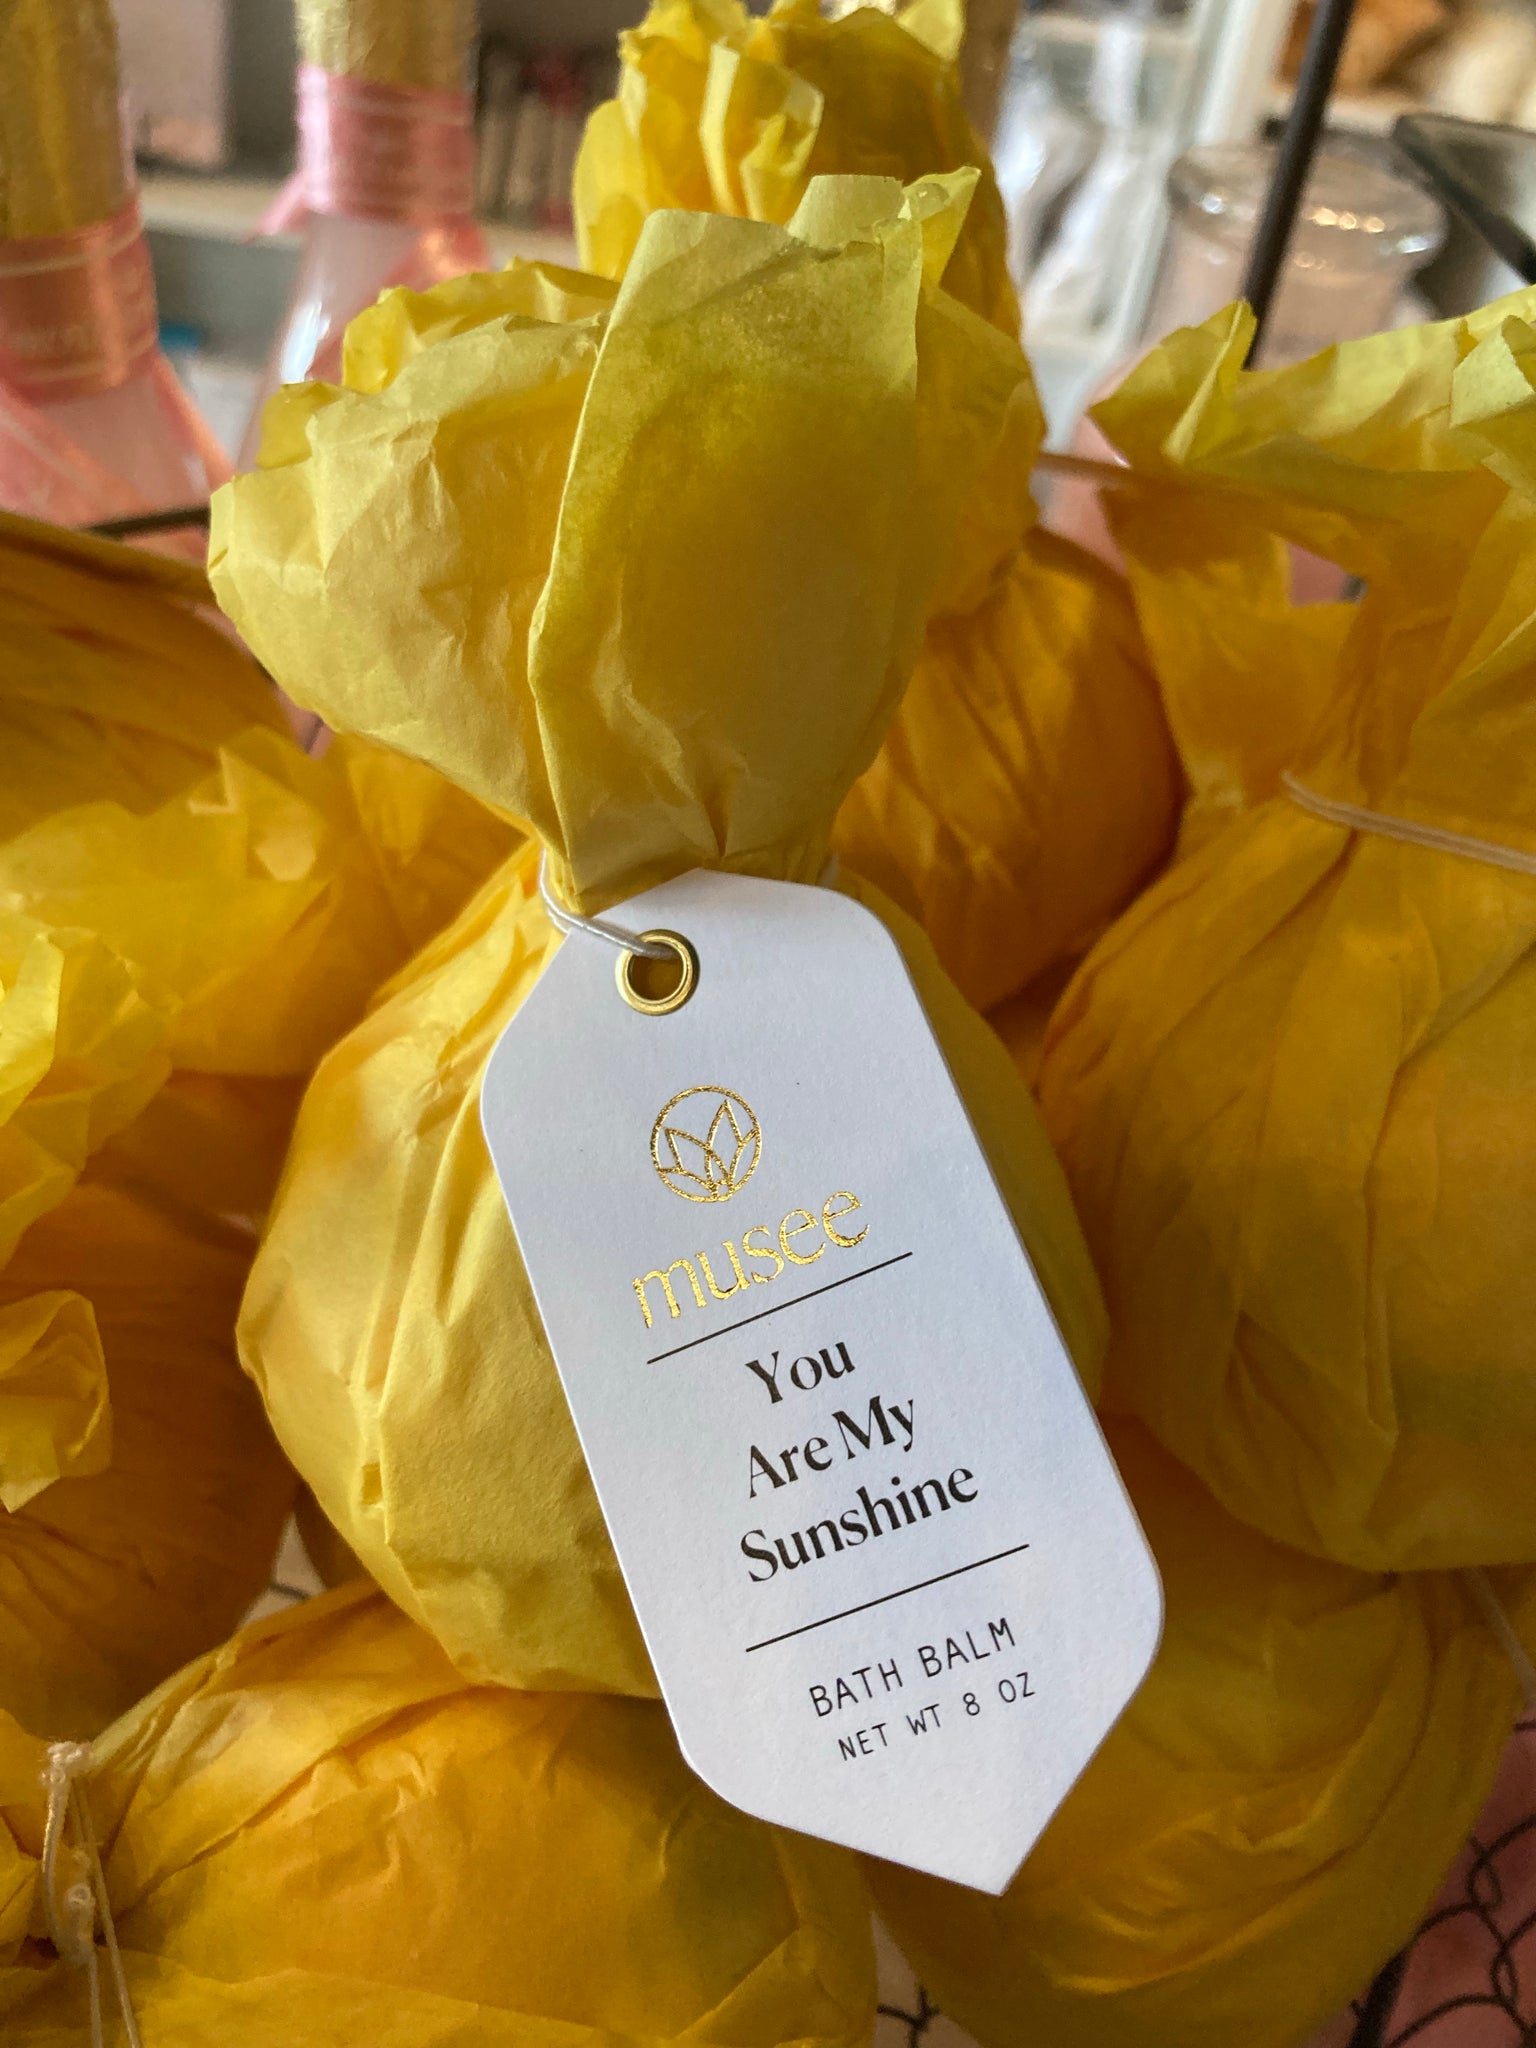 musee
You
Are My
Sunshine
BATH BALM
NET WT 8 OZ